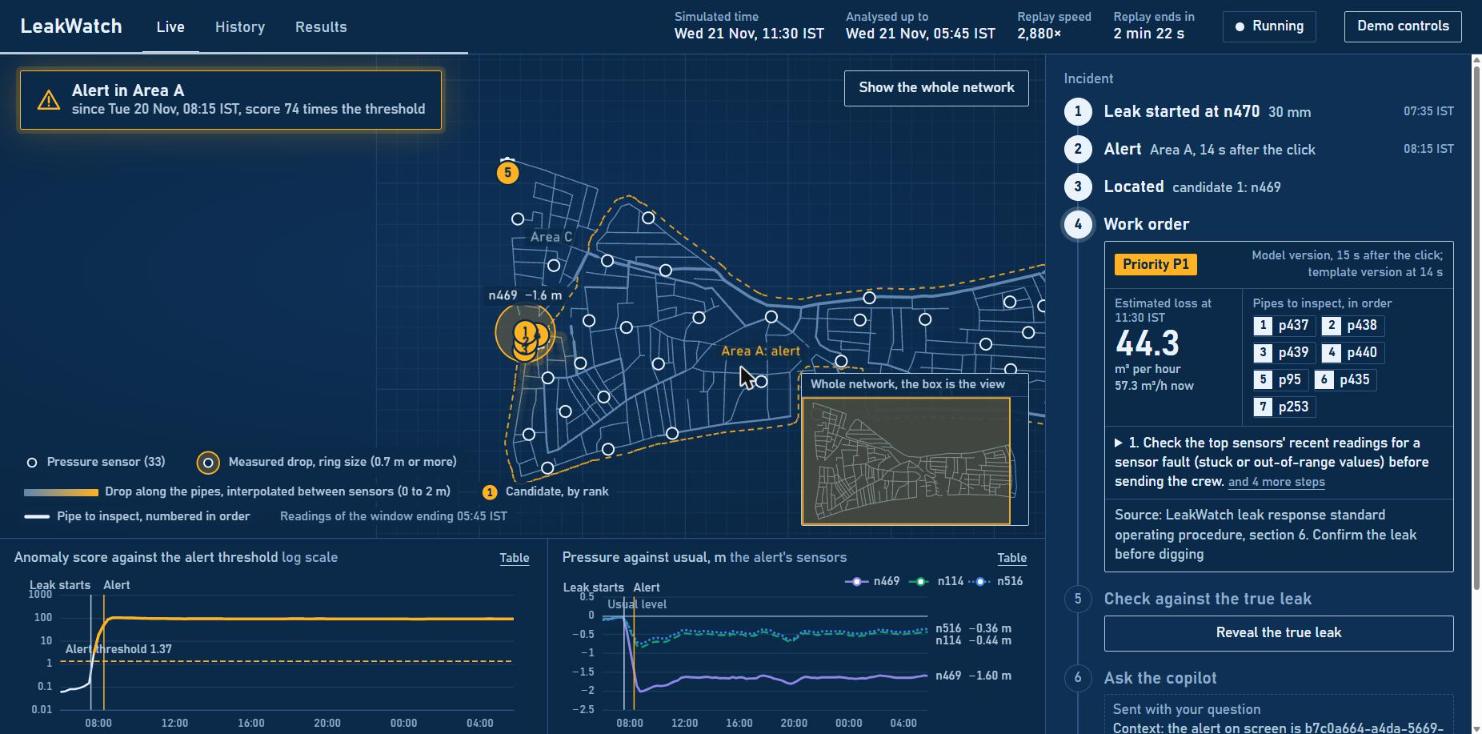 LeakWatch
Live
History
Results
Simulated time
Wed 21 Nov, 11:30 IST
Analysed up to
Wed 21 Nov, 05:45 IST
Replay speed
2,880×
Replay ends in
2 min 22 s
Running
Demo controls
Alert in Area A
since Tue 20 Nov, 08:15 IST, score 74 times the threshold
Show the whole network
5
Area C
n469 −1.6 m
1
Area A: alert
Whole network, the box is the view
Pressure sensor (33)
Measured drop, ring size (0.7 m or more)
Drop along the pipes, interpolated between sensors (0 to 2 m)
1 Candidate, by rank
Pipe to inspect, numbered in order
Readings of the window ending 05:45 IST
Anomaly score against the alert threshold log scale
Table
Leak starts Alert
1000
100
10
Alert threshold 1.37
1
0.1
0.01
08:00 12:00 16:00 20:00 00:00 04:00
Pressure against usual, m the alert's sensors
Table
n469 n114 n516
Leak starts Alert
0.5
Usual level
0
−0.5
−1
−1.5
−2
−2.5
n516 −0.36 m
n114 −0.44 m
n469 −1.60 m
08:00 12:00 16:00 20:00 00:00 04:00
Incident
1 Leak started at n470 30 mm 07:35 IST
2 Alert Area A, 14 s after the click 08:15 IST
3 Located candidate 1: n469
4 Work order
Priority P1
Model version, 15 s after the click;
template version at 14 s
Estimated loss at
11:30 IST
44.3
m³ per hour
57.3 m³/h now
Pipes to inspect, in order
1 p437 2 p438
3 p439 4 p440
5 p95 6 p435
7 p253
1. Check the top sensors' recent readings for a
sensor fault (stuck or out-of-range values) before
sending the crew. and 4 more steps
Source: LeakWatch leak response standard
operating procedure, section 6. Confirm the leak
before digging
5 Check against the true leak
Reveal the true leak
6 Ask the copilot
Sent with your question
Context: the alert on screen is b7c0a664-a4da-5669-